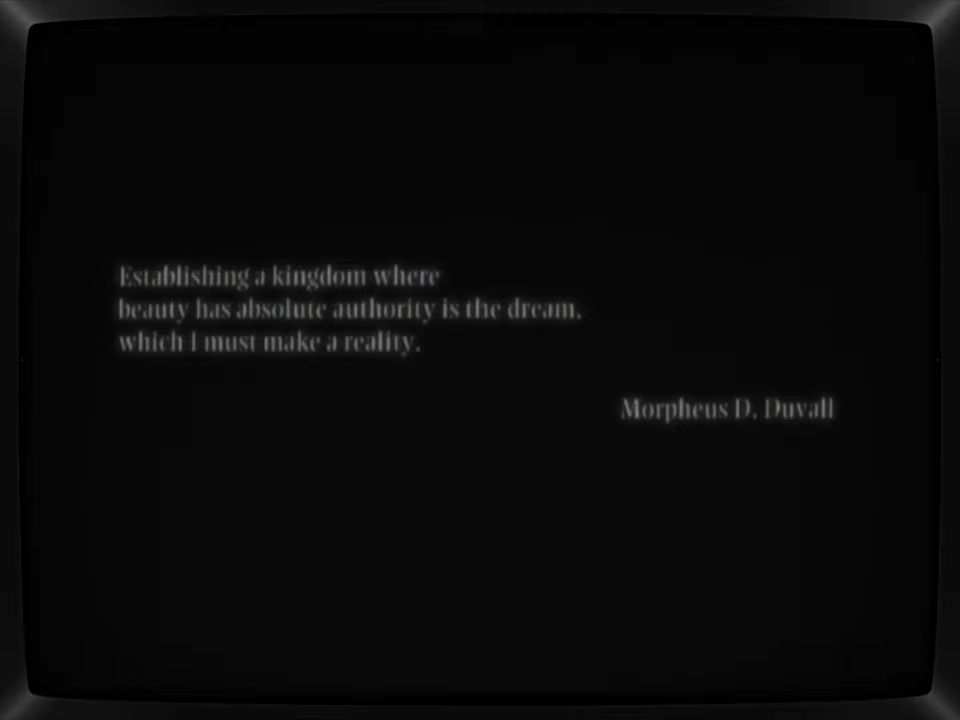 Establishing a kingdom where
beauty has absolute authority is the dream,
which I must make a reality.
Morpheus D. Duvall